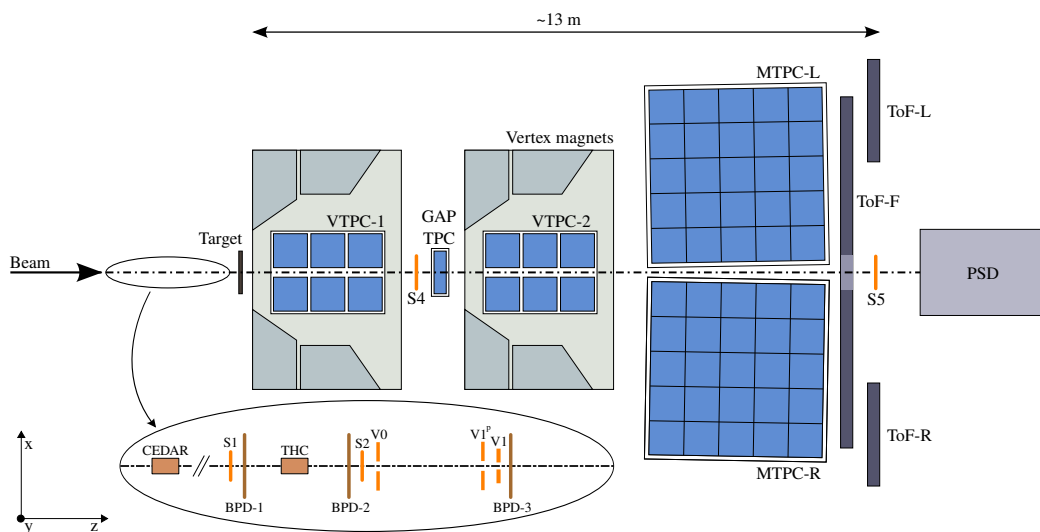 ~13 m
MTPC-L
ToF-L
Vertex magnets
ToF-F
VTPC-1
GAP
TPC
VTPC-2
Target
Beam
S4
S5
PSD
x
y
z
CEDAR
S1
BPD-1
THC
BPD-2
S2
V0
V1p
V1
BPD-3
MTPC-R
ToF-R